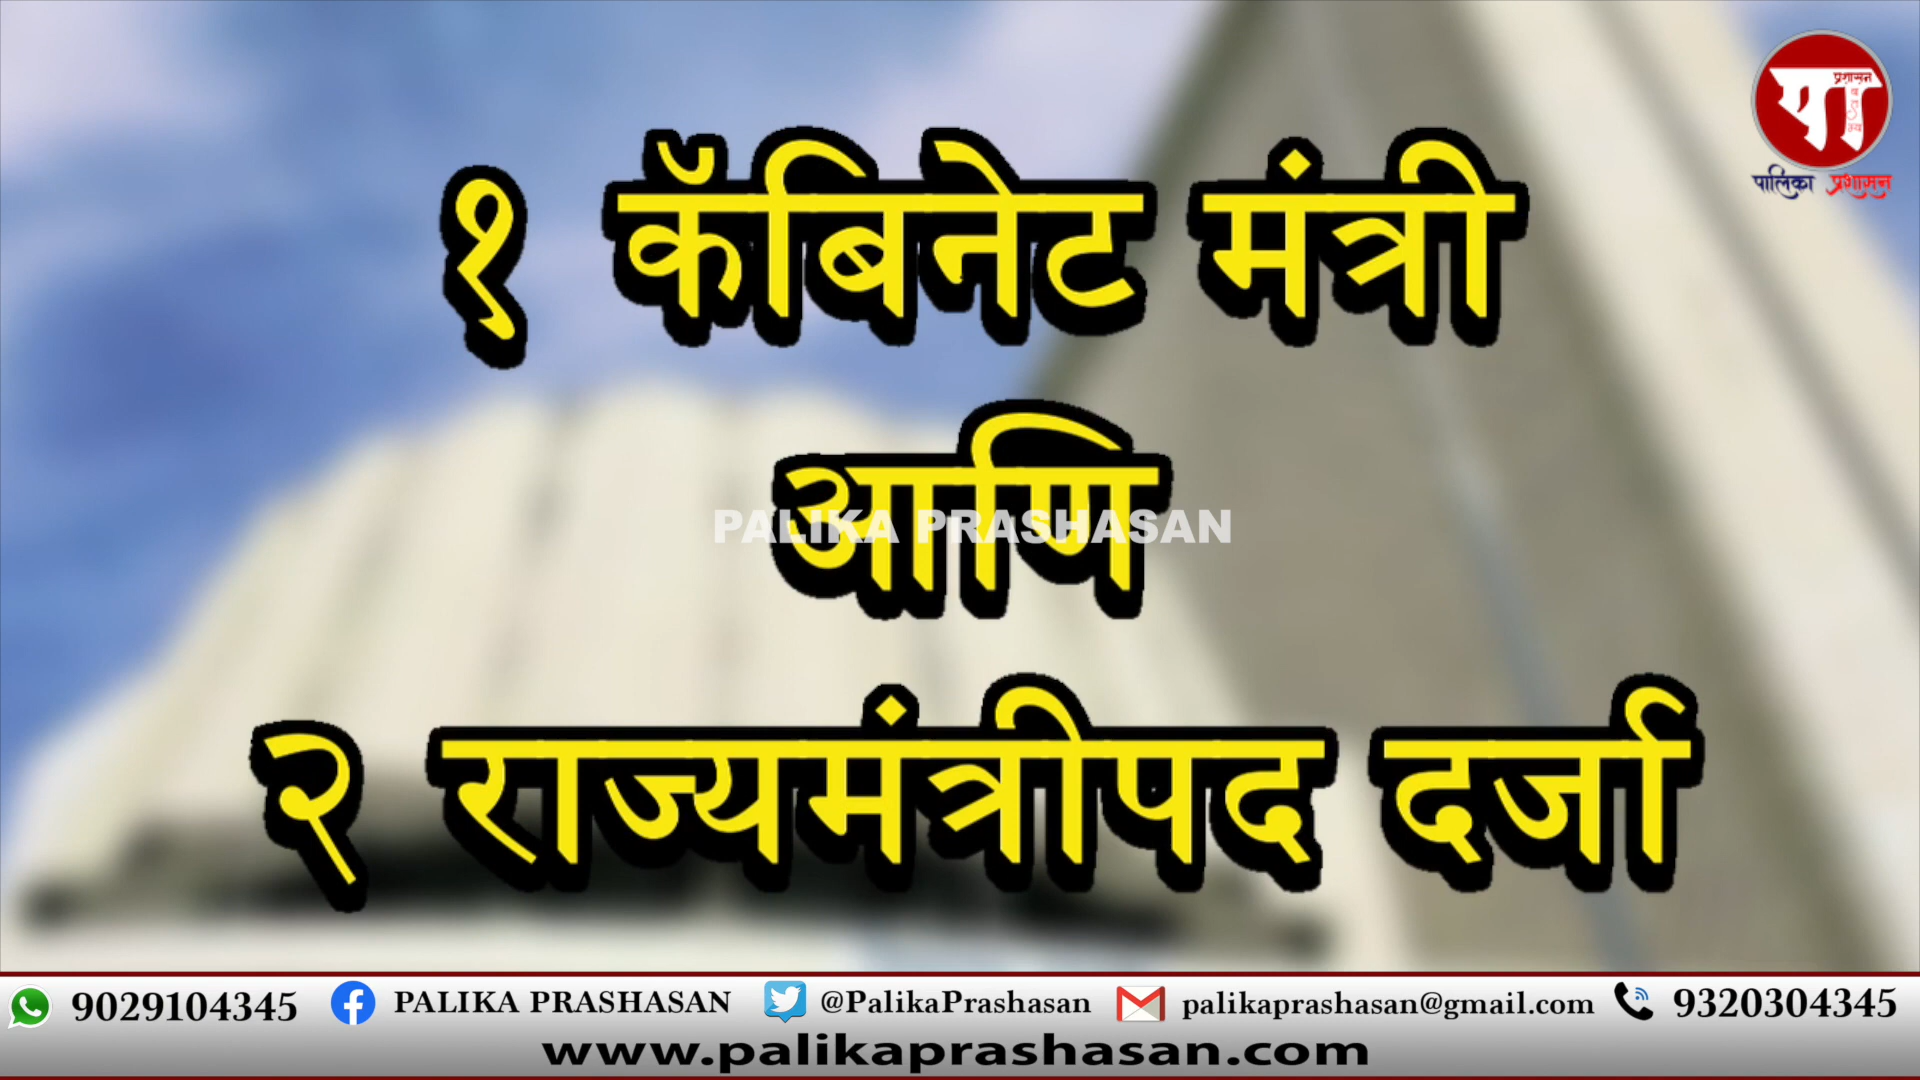 प्रशासन
पा
पालिका प्रशासन
१ कॅबिनेट मंत्री
आणि
PALIKA PRASHASAN
२ राज्यमंत्रीपद दर्जा
9029104345 PALIKA PRASHASAN @PalikaPrashasan palikaprashasan@gmail.com 9320304345
www.palikaprashasan.com